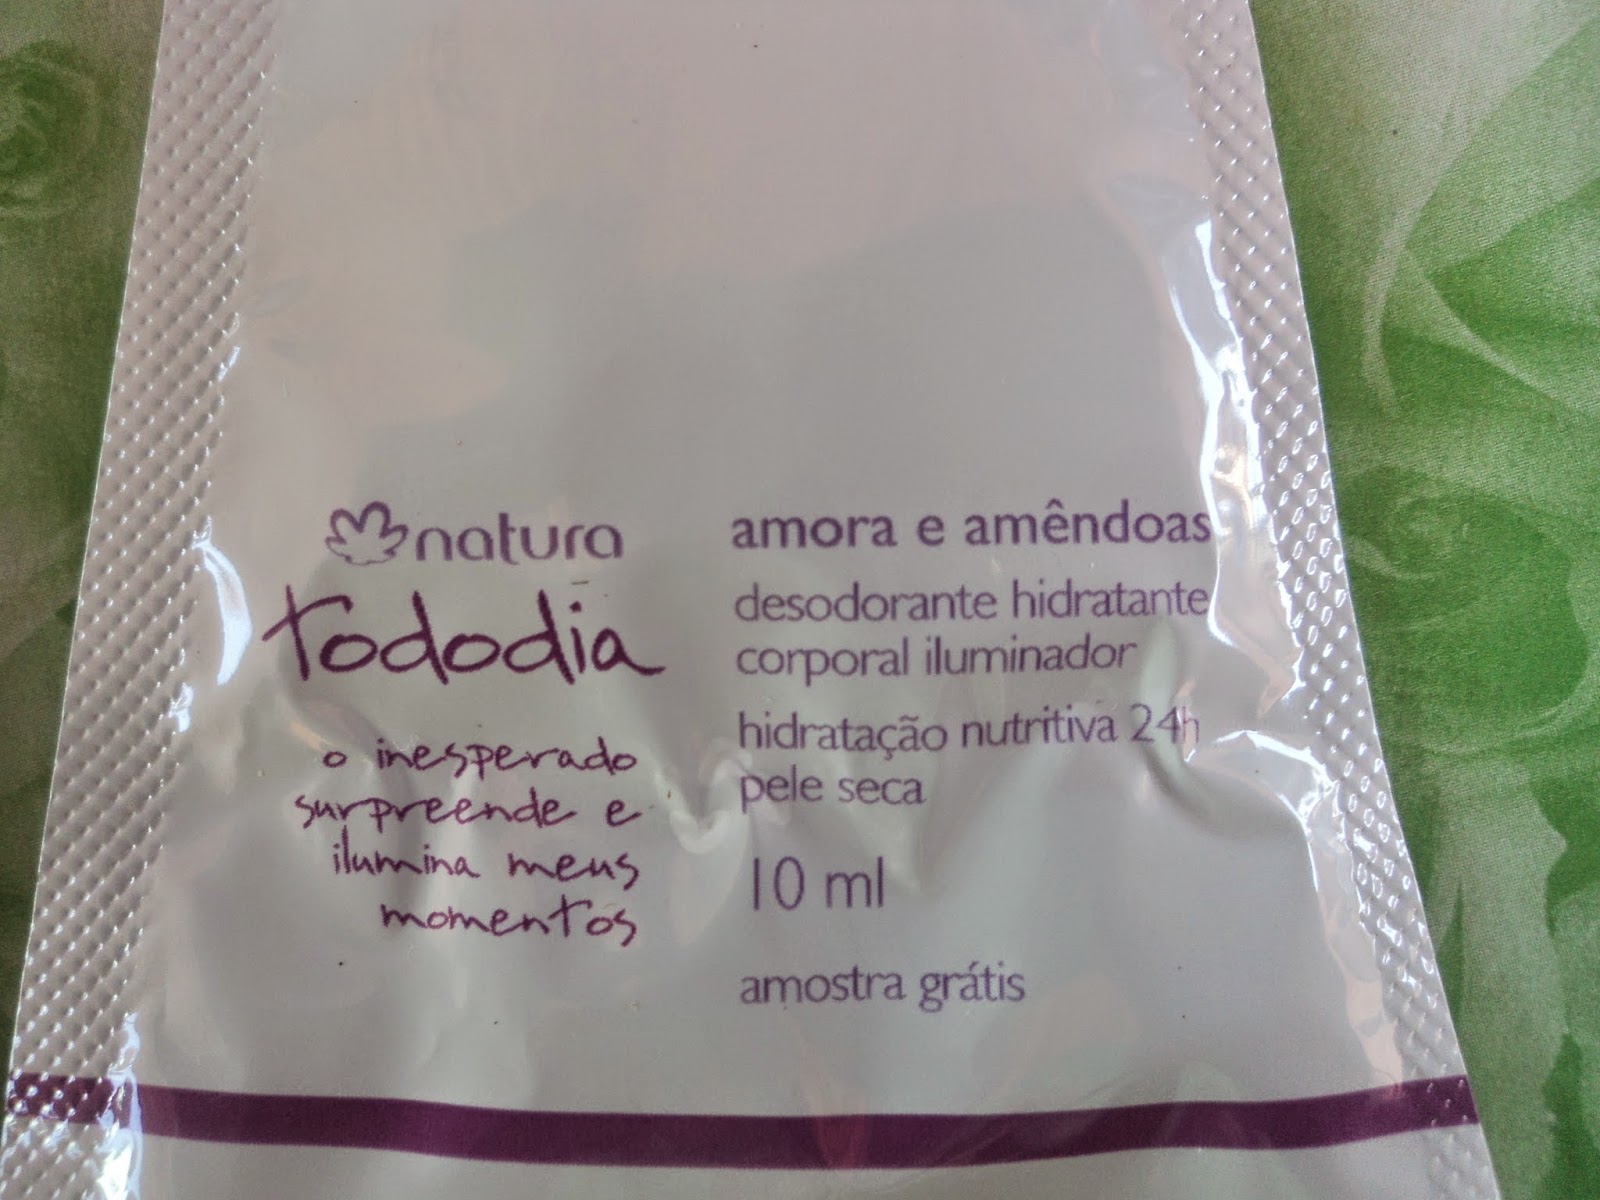 natura
tododia
o inesperado
surpreende e
ilumina meus
momentos
amora e amêndoas
desodorante hidratante
corporal iluminador
hidratação nutritiva 24h
pele seca
10 ml
amostra grátis